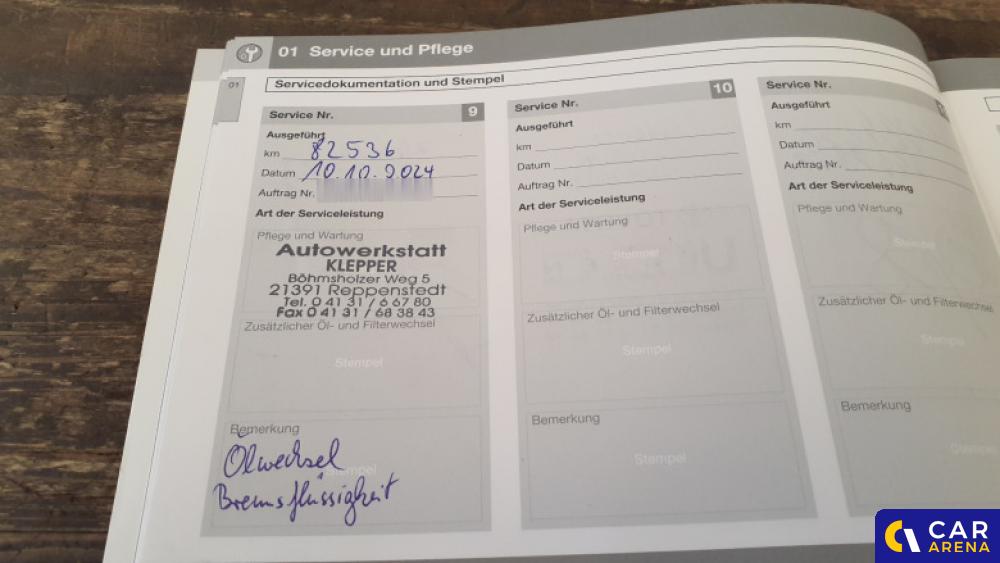 01 Service und Pflege
01
Servicedokumentation und Stempel
Service Nr. 9
Ausgeführt
km 82536
Datum 10.10.2024
Auftrag Nr.
Art der Serviceleistung
Pflege und Wartung
Autowerkstatt
KLEPPER
Böhmsholzer Weg 5
21391 Reppenstedt
Tel. 0 41 31 / 6 67 80
Fax 0 41 31 / 68 38 43
Zusätzlicher Öl- und Filterwechsel
Stempel
Bemerkung
Ölwechsel
Stempel
Bremsflüssigkeit
Service Nr. 10
Ausgeführt
km
Datum
Auftrag Nr.
Art der Serviceleistung
Pflege und Wartung
Stempel
Zusätzlicher Öl- und Filterwechsel
Stempel
Bemerkung
Stempel
Service Nr.
Ausgeführt
km
Datum
Auftrag Nr.
Art der Serviceleistung
Pflege und Wartung
Stempel
Zusätzlicher Öl- und Filterwechsel
Stempel
Bemerkung
Stempel
CAR
ARENA